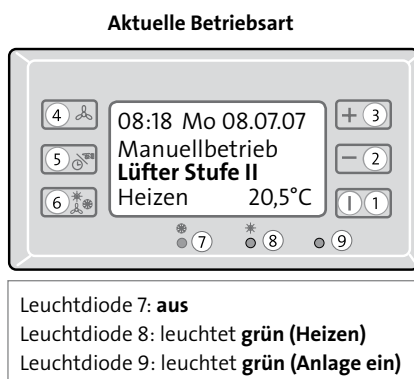 Aktuelle Betriebsart
4
3
08:18 Mo 08.07.07
Manuellbetrieb
Lüfter Stufe II
Heizen 20,5°C
5
2
6
1
7
8
9
Leuchtdiode 7: aus
Leuchtdiode 8: leuchtet grün (Heizen)
Leuchtdiode 9: leuchtet grün (Anlage ein)